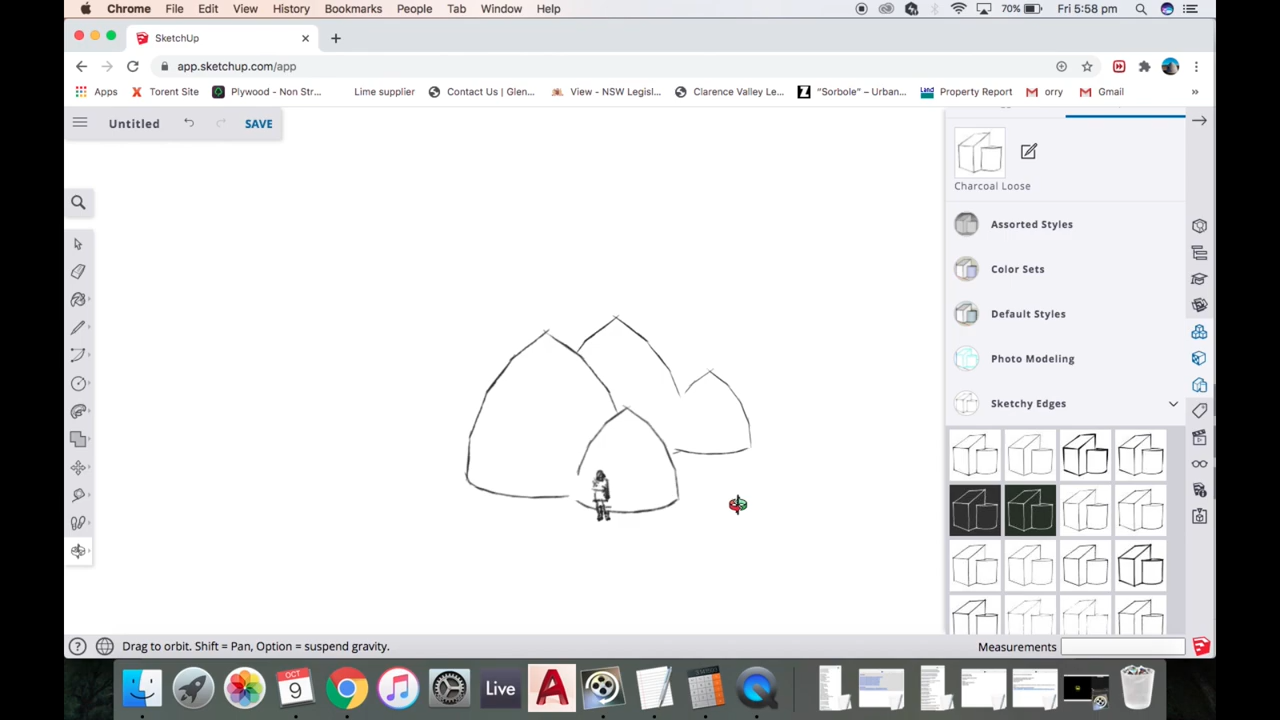 Chrome File Edit View History Bookmarks People Tab Window Help 70% Fri 5:58 pm
SketchUp
app.sketchup.com/app
Apps Torent Site Plywood - Non Str... Lime supplier Contact Us | Glen... View - NSW Legisl... Clarence Valley Le... "Sorbole" – Urban... Property Report orry Gmail »
Untitled SAVE
Charcoal Loose
Assorted Styles
Color Sets
Default Styles
Photo Modeling
Sketchy Edges
Drag to orbit. Shift = Pan, Option = suspend gravity. Measurements
OCT
9
Live